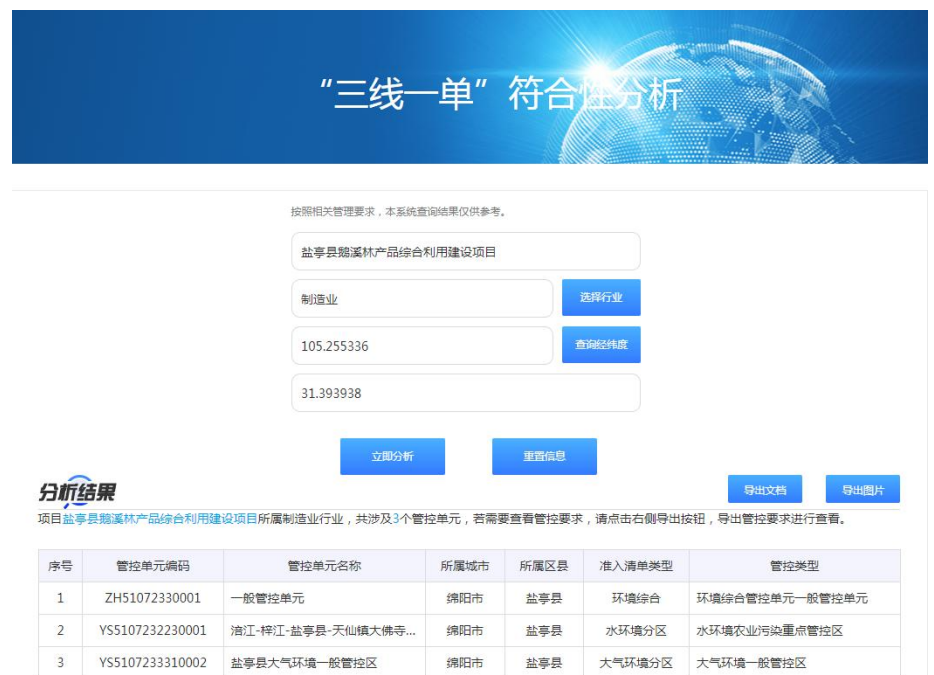 “三线一单”符合性分析
按照相关管理要求，本系统查询结果仅供参考。
盐亭县鹅溪林产品综合利用建设项目
制造业
选择行业
105.255336
查询经纬度
31.393938
立即分析
重置信息
分析结果
导出文档
导出图片
项目盐亭县鹅溪林产品综合利用建设项目所属制造业行业，共涉及3个管控单元，若需要查看管控要求，请点击右侧导出按钮，导出管控要求进行查看。
序号 管控单元编码 管控单元名称 所属城市 所属区县 准入清单类型 管控类型
1 ZH51072330001 一般管控单元 绵阳市 盐亭县 环境综合 环境综合管控单元一般管控单元
2 YS5107232230001 涪江-梓江-盐亭县-天仙镇大佛寺... 绵阳市 盐亭县 水环境分区 水环境农业污染重点管控区
3 YS5107233310002 盐亭县大气环境一般管控区 绵阳市 盐亭县 大气环境分区 大气环境一般管控区